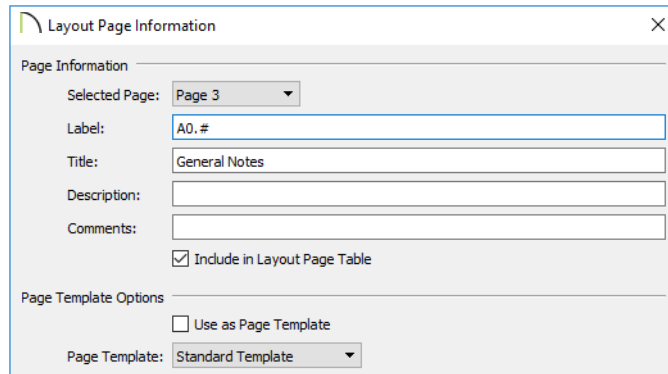 Layout Page Information
Page Information
Selected Page: Page 3
Label: A0.#
Title: General Notes
Description:
Comments:
Include in Layout Page Table
Page Template Options
Use as Page Template
Page Template: Standard Template